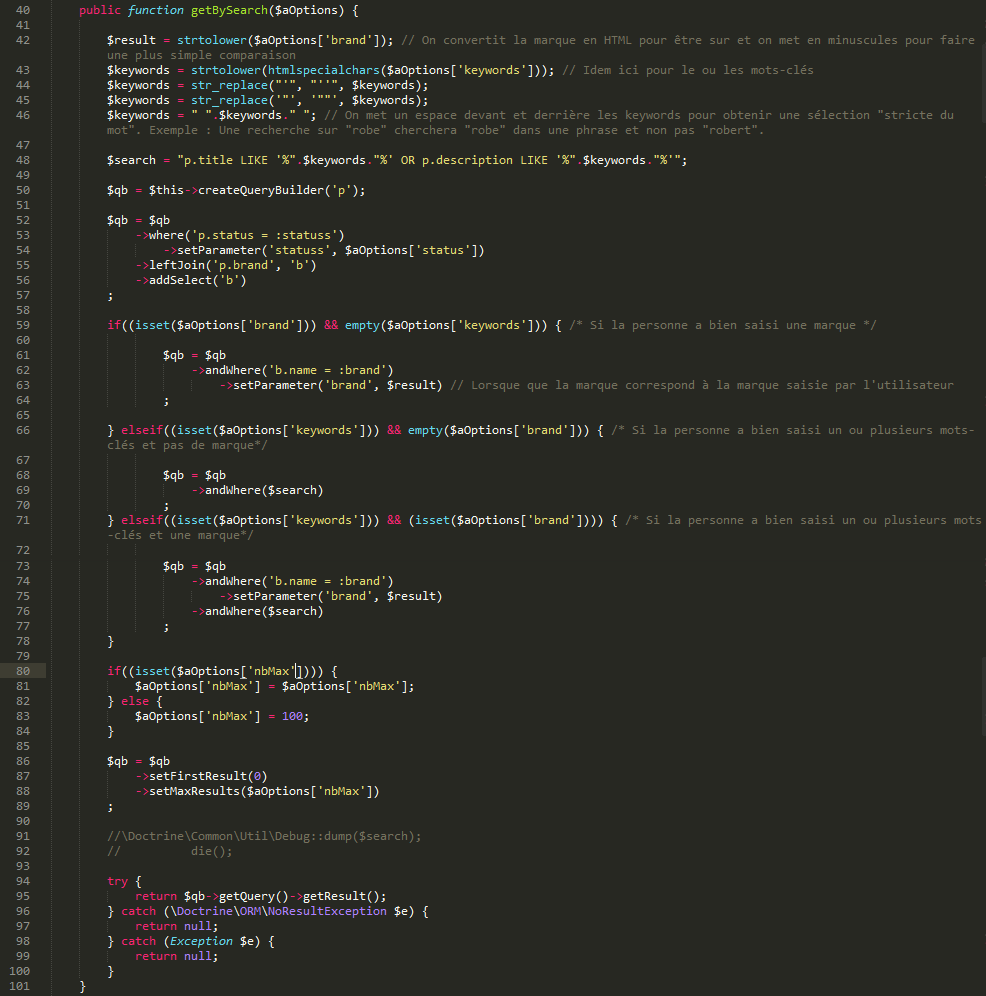 40 public function getBySearch($aOptions) {
41
42 $result = strtolower($aOptions['brand']); // On convertit la marque en HTML pour être sur et on met en minuscules pour faire
une plus simple comparaison
43 $keywords = strtolower(htmlspecialchars($aOptions['keywords'])); // Idem ici pour le ou les mots-clés
44 $keywords = str_replace("'", "''", $keywords);
45 $keywords = str_replace('"', '""', $keywords);
46 $keywords = " ".$keywords." "; // On met un espace devant et derrière les keywords pour obtenir une sélection "stricte du
mot". Exemple : Une recherche sur "robe" cherchera "robe" dans une phrase et non pas "robert".
47
48 $search = "p.title LIKE '%".$keywords."%' OR p.description LIKE '%".$keywords."%'";
49
50 $qb = $this->createQueryBuilder('p');
51
52 $qb = $qb
53 ->where('p.status = :statuss')
54 ->setParameter('statuss', $aOptions['status'])
55 ->leftJoin('p.brand', 'b')
56 ->addSelect('b')
57 ;
58
59 if((isset($aOptions['brand'])) && empty($aOptions['keywords'])) { /* Si la personne a bien saisi une marque */
60
61 $qb = $qb
62 ->andWhere('b.name = :brand')
63 ->setParameter('brand', $result) // Lorsque que la marque correspond à la marque saisie par l'utilisateur
64 ;
65
66 } elseif((isset($aOptions['keywords'])) && empty($aOptions['brand'])) { /* Si la personne a bien saisi un ou plusieurs mots-
clés et pas de marque*/
67
68 $qb = $qb
69 ->andWhere($search)
70 ;
71 } elseif((isset($aOptions['keywords'])) && (isset($aOptions['brand']))) { /* Si la personne a bien saisi un ou plusieurs mots
-clés et une marque*/
72
73 $qb = $qb
74 ->andWhere('b.name = :brand')
75 ->setParameter('brand', $result)
76 ->andWhere($search)
77 ;
78 }
79
80 if((isset($aOptions['nbMax']))) {
81 $aOptions['nbMax'] = $aOptions['nbMax'];
82 } else {
83 $aOptions['nbMax'] = 100;
84 }
85
86 $qb = $qb
87 ->setFirstResult(0)
88 ->setMaxResults($aOptions['nbMax'])
89 ;
90
91 //\Doctrine\Common\Util\Debug::dump($search);
92 // die();
93
94 try {
95 return $qb->getQuery()->getResult();
96 } catch (\Doctrine\ORM\NoResultException $e) {
97 return null;
98 } catch (Exception $e) {
99 return null;
100 }
101 }